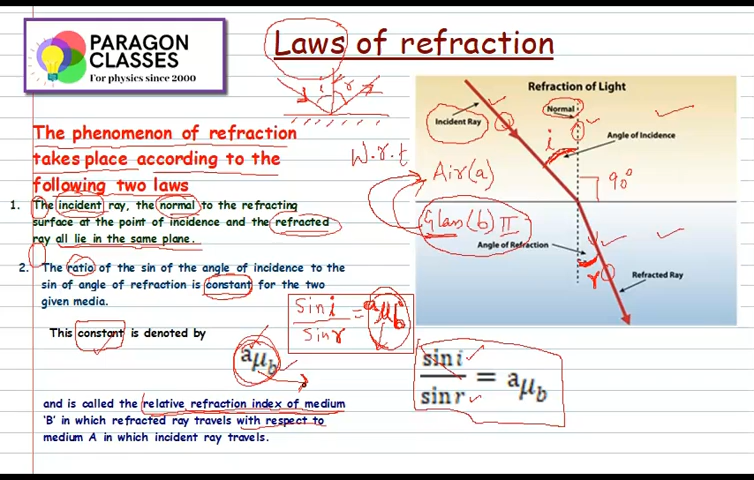 PARAGON
CLASSES
For physics since 2000
Laws of refraction
i r
The phenomenon of refraction
takes place according to the
following two laws
1. The incident ray, the normal to the refracting
surface at the point of incidence and the refracted
ray all lie in the same plane.
2. The ratio of the sin of the angle of incidence to the
sin of angle of refraction is constant for the two
given media.
This constant is denoted by
aμb
and is called the relative refraction index of medium
'B' in which refracted ray travels with respect to
medium A in which incident ray travels.
sin i / sin r = aμb
W.r.t
Air(a)
Glass(b) II
Refraction of Light
Normal
Incident Ray
i
Angle of Incidence
90°
Angle of Refraction
r
Refracted Ray
sin i / sin r = aμb